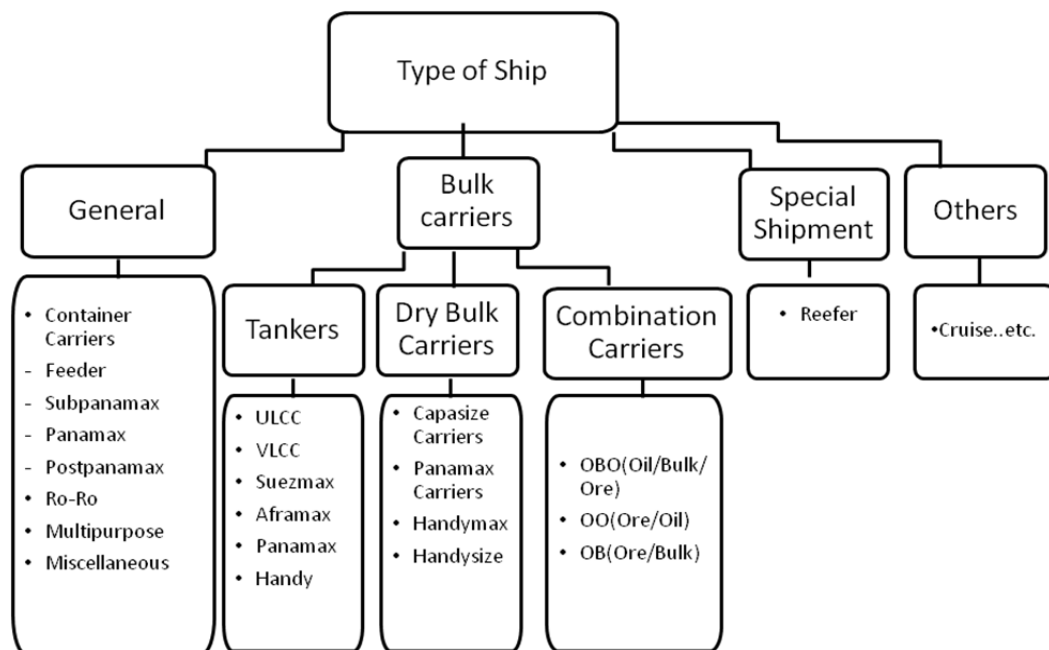 Type of Ship
General
Bulk
carriers
Special
Shipment
Others
• Container
Carriers
- Feeder
- Subpanamax
- Panamax
- Postpanamax
• Ro-Ro
• Multipurpose
• Miscellaneous
Tankers
Dry Bulk
Carriers
Combination
Carriers
• Reefer
•Cruise..etc.
• ULCC
• VLCC
• Suezmax
• Aframax
• Panamax
• Handy
• Capasize
Carriers
• Panamax
Carriers
• Handymax
• Handysize
• OBO(Oil/Bulk/
Ore)
• OO(Ore/Oil)
• OB(Ore/Bulk)